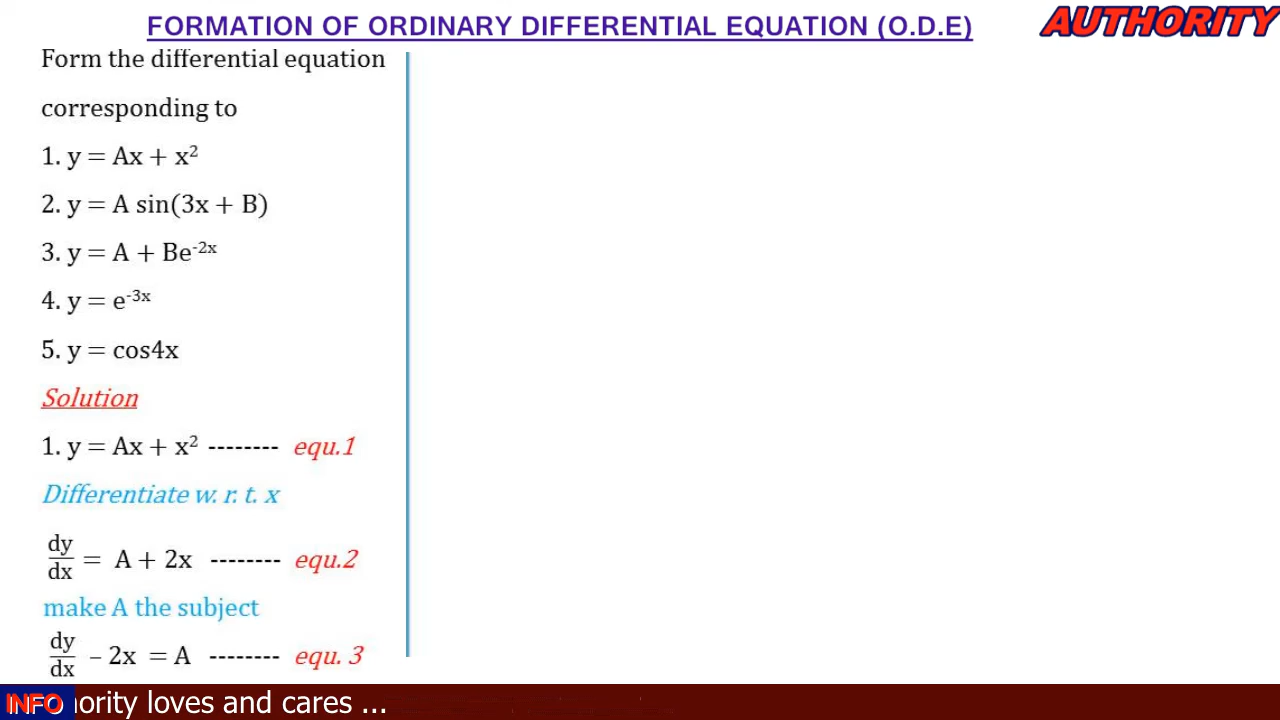 FORMATION OF ORDINARY DIFFERENTIAL EQUATION (O.D.E)
AUTHORITY
Form the differential equation
corresponding to
1. y = Ax + x²
2. y = A sin(3x + B)
3. y = A + Be⁻²ˣ
4. y = e⁻³ˣ
5. y = cos4x
Solution
1. y = Ax + x² -------- equ.1
Differentiate w. r. t. x
dy/dx = A + 2x -------- equ.2
make A the subject
dy/dx – 2x = A -------- equ. 3
INFO hority loves and cares ...